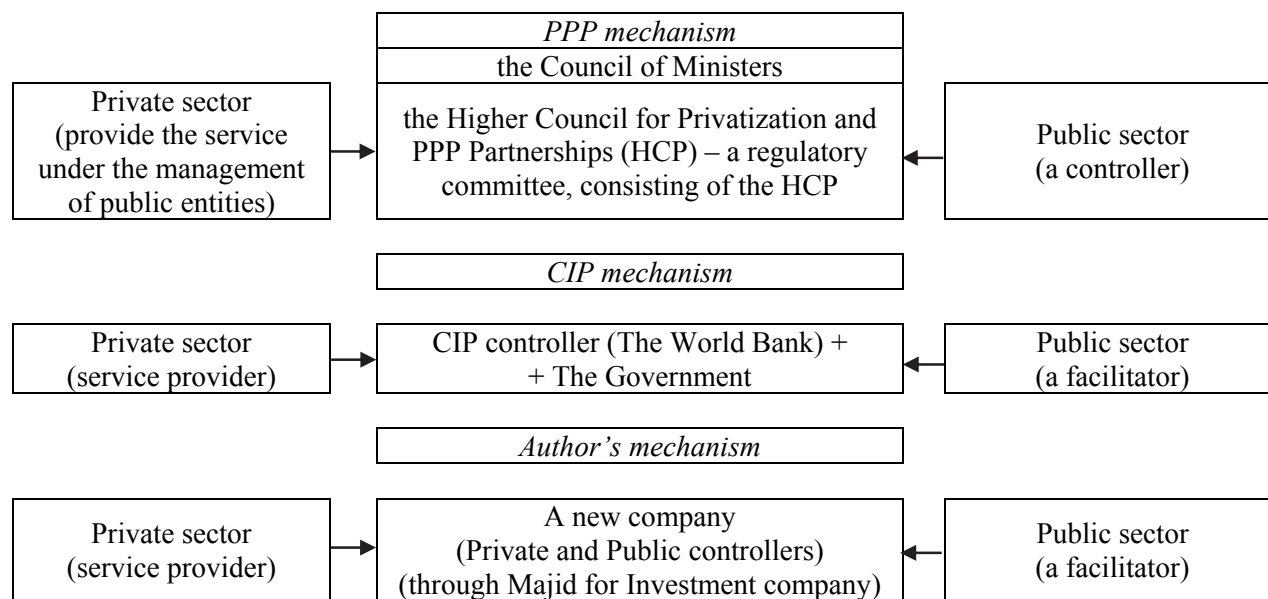 PPP mechanism
the Council of Ministers
Private sector
(provide the service
under the management
of public entities)
the Higher Council for Privatization and
PPP Partnerships (HCP) – a regulatory
committee, consisting of the HCP
Public sector
(a controller)
CIP mechanism
Private sector
(service provider)
CIP controller (The World Bank) +
+ The Government
Public sector
(a facilitator)
Author’s mechanism
Private sector
(service provider)
A new company
(Private and Public controllers)
(through Majid for Investment company)
Public sector
(a facilitator)